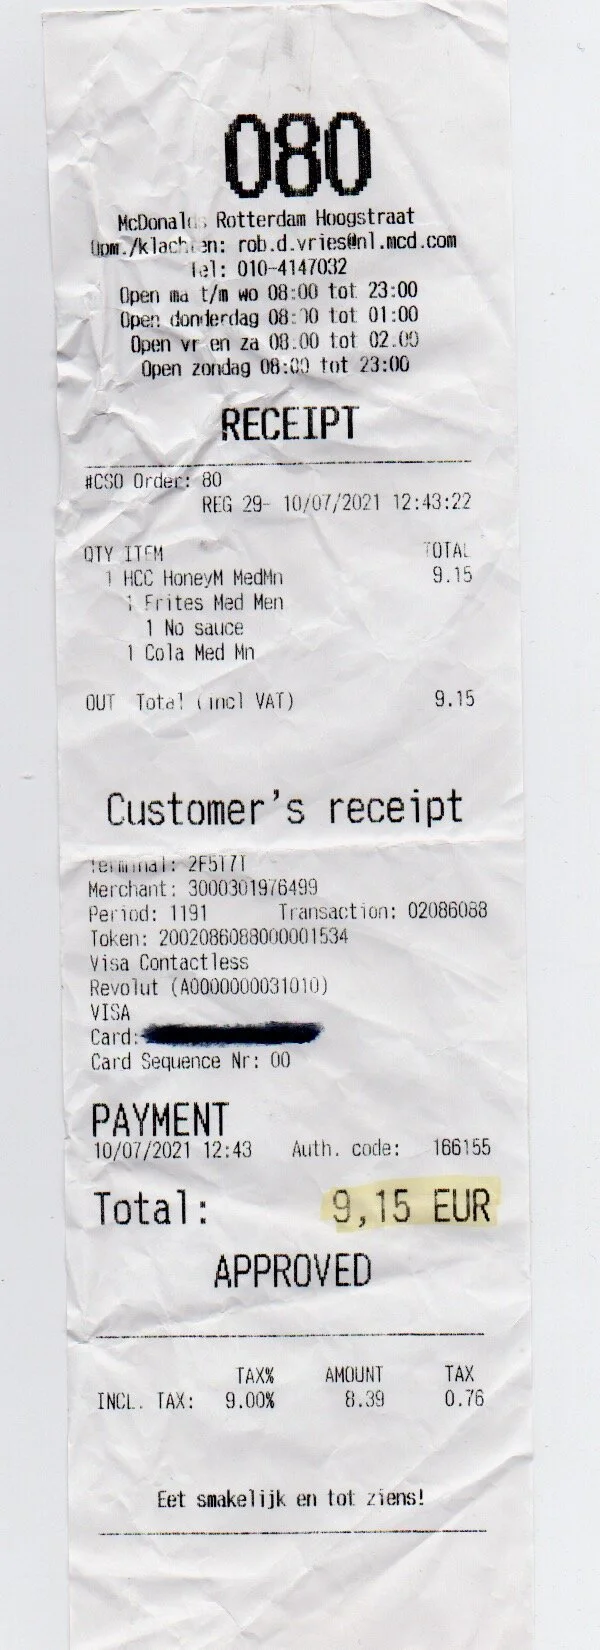 080
McDonalds Rotterdam Hoogstraat
Opm./klachten: rob.d.vries@nl.mcd.com
Tel: 010-4147032
Open ma t/m wo 08:00 tot 23:00
Open donderdag 08:00 tot 01:00
Open vr en za 08:00 tot 02.00
Open zondag 08:00 tot 23:00
RECEIPT
#CSO Order: 80
REG 29- 10/07/2021 12:43:22
QTY ITEM TOTAL
1 HCC HoneyM MedMn 9.15
1 Frites Med Men
1 No sauce
1 Cola Med Mn
OUT Total (incl VAT) 9.15
Customer's receipt
Terminal: 2F5171
Merchant: 3000301976499
Period: 1191 Transaction: 02086088
Token: 2002086088000001534
Visa Contactless
Revolut (A0000000031010)
VISA
Card:
Card Sequence Nr: 00
PAYMENT
10/07/2021 12:43 Auth. code: 166155
Total: 9,15 EUR
APPROVED
TAX% AMOUNT TAX
INCL. TAX: 9.00% 8.39 0.76
Eet smakelijk en tot ziens!